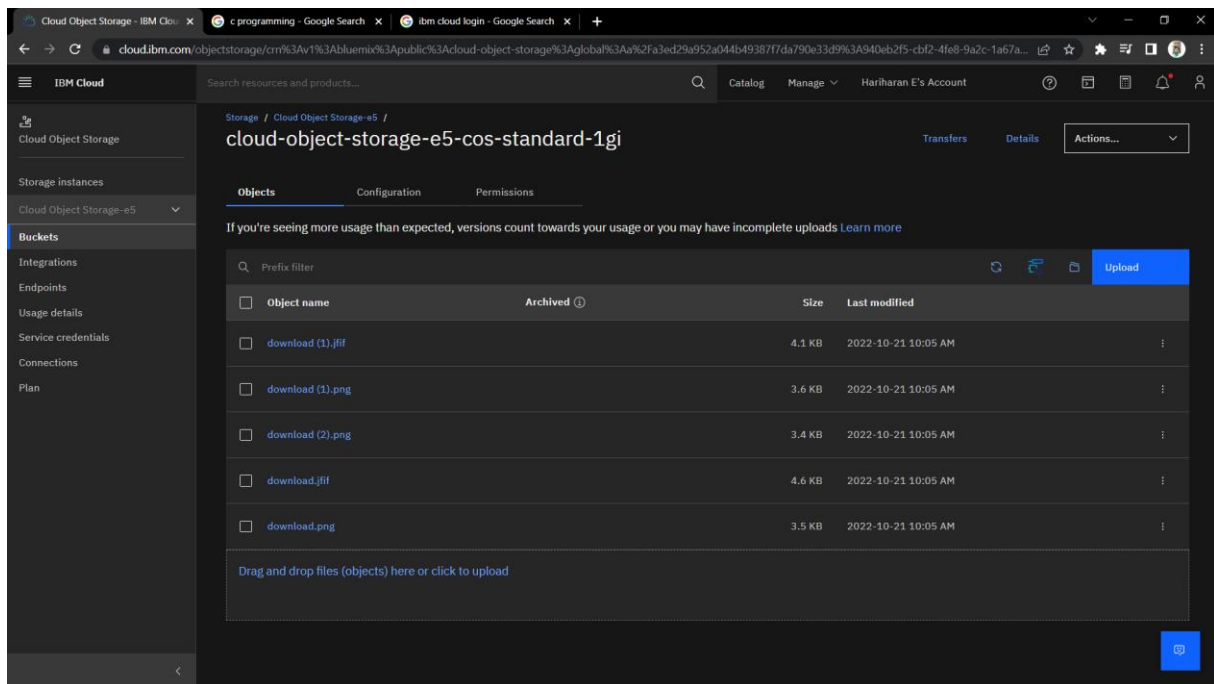 Cloud Object Storage - IBM Clou
c programming - Google Search
ibm cloud login - Google Search
cloud.ibm.com/objectstorage/crn%3Av1%3Abluemix%3Apublic%3Acloud-object-storage%3Aglobal%3Aa%2Fa3ed29a952a044b49387f7da790e33d9%3A940eb2f5-cbf2-4fe8-9a2c-1a67a...
IBM Cloud
Search resources and products...
Catalog
Manage
Hariharan E's Account
Cloud Object Storage
Storage instances
Cloud Object Storage-e5
Buckets
Integrations
Endpoints
Usage details
Service credentials
Connections
Plan
Storage / Cloud Object Storage-e5 /
cloud-object-storage-e5-cos-standard-1gi
Transfers
Details
Actions...
Objects
Configuration
Permissions
If you're seeing more usage than expected, versions count towards your usage or you may have incomplete uploads Learn more
Prefix filter
Upload
Object name Archived Size Last modified
download (1).jfif 4.1 KB 2022-10-21 10:05 AM
download (1).png 3.6 KB 2022-10-21 10:05 AM
download (2).png 3.4 KB 2022-10-21 10:05 AM
download.jfif 4.6 KB 2022-10-21 10:05 AM
download.png 3.5 KB 2022-10-21 10:05 AM
Drag and drop files (objects) here or click to upload